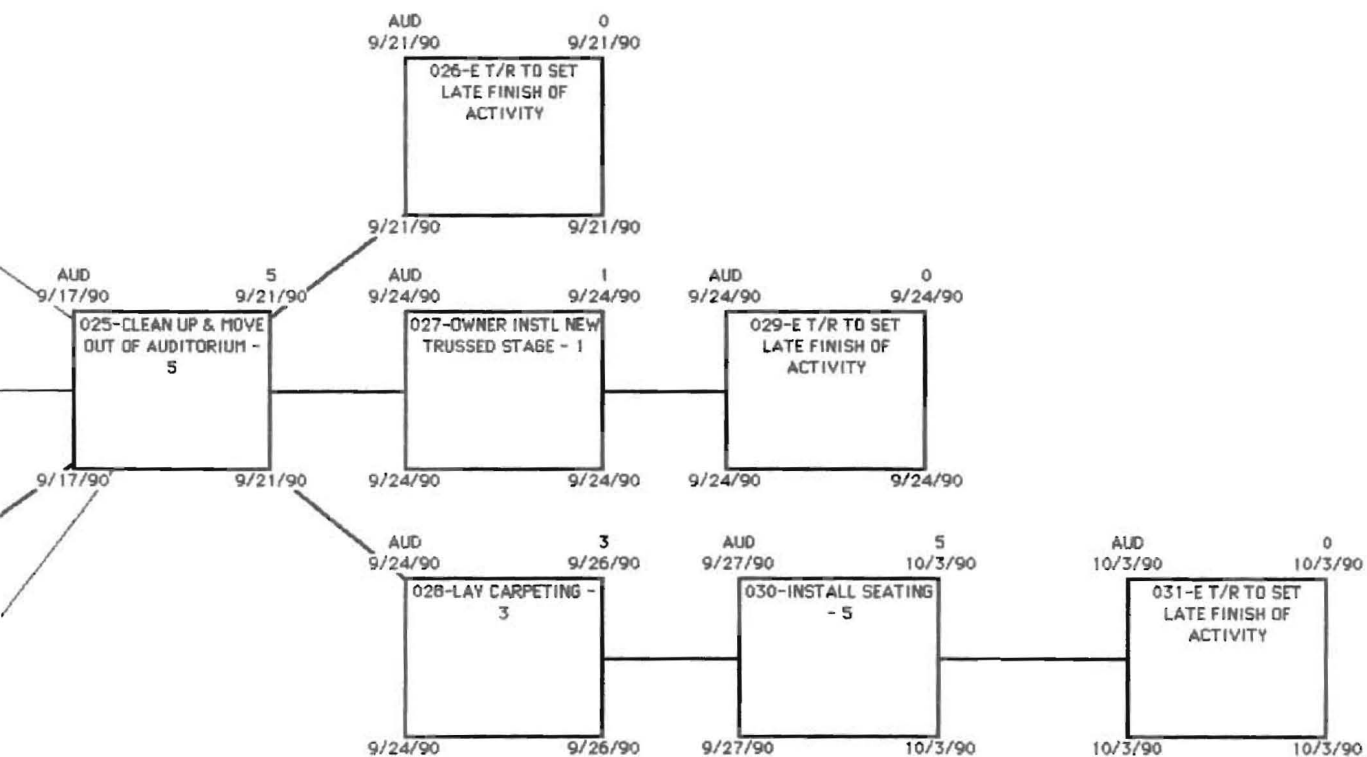 AUD 0
9/21/90 9/21/90
026-E T/R TO SET
LATE FINISH OF
ACTIVITY
9/21/90 9/21/90
AUD 5
9/17/90 9/21/90
025-CLEAN UP & MOVE
OUT OF AUDITORIUM -
5
9/17/90 9/21/90
AUD 1
9/24/90 9/24/90
027-OWNER INSTL NEW
TRUSSED STAGE - 1
9/24/90 9/24/90
AUD 0
9/24/90 9/24/90
029-E T/R TO SET
LATE FINISH OF
ACTIVITY
9/24/90 9/24/90
AUD 3
9/24/90 9/26/90
028-LAY CARPETING -
3
9/24/90 9/26/90
AUD 5
9/27/90 10/3/90
030-INSTALL SEATING
- 5
9/27/90 10/3/90
AUD 0
10/3/90 10/3/90
031-E T/R TO SET
LATE FINISH OF
ACTIVITY
10/3/90 10/3/90